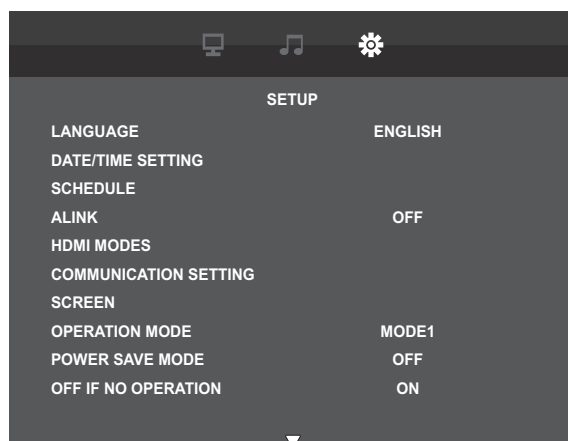 SETUP
LANGUAGE ENGLISH
DATE/TIME SETTING
SCHEDULE
ALINK OFF
HDMI MODES
COMMUNICATION SETTING
SCREEN
OPERATION MODE MODE1
POWER SAVE MODE OFF
OFF IF NO OPERATION ON